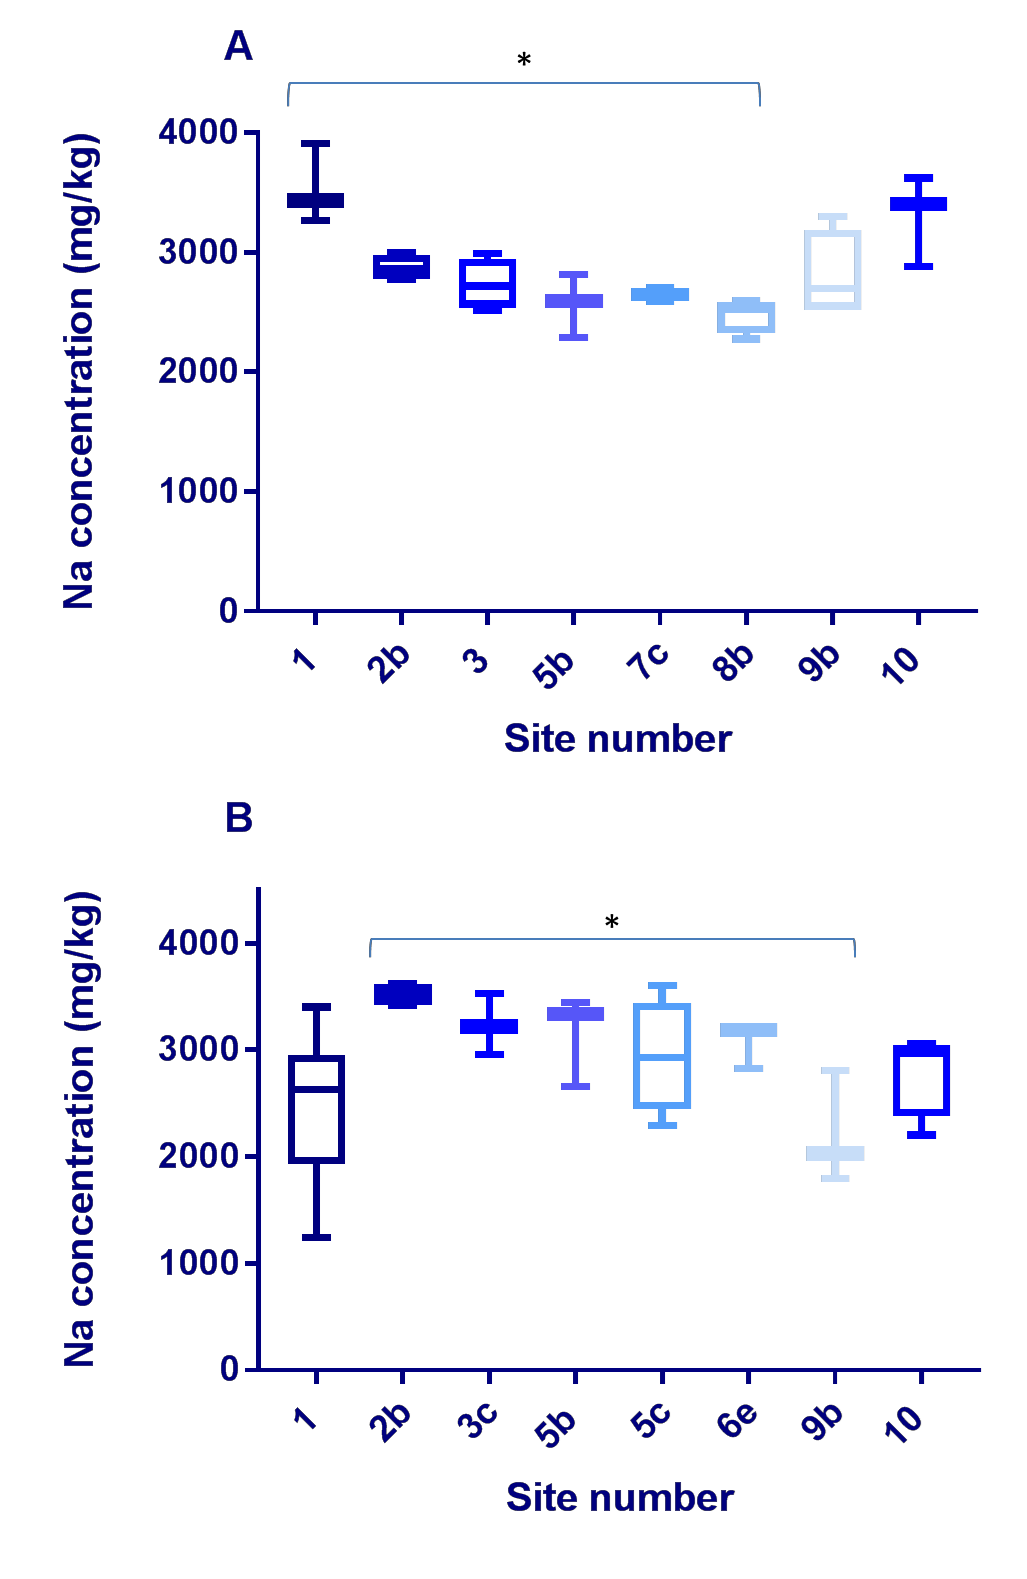 A
*
Na concentration (mg/kg)
4000
3000
2000
1000
0
1 2b 3 5b 7c 8b 9b 10
Site number
B
*
Na concentration (mg/kg)
4000
3000
2000
1000
0
1 2b 3c 5b 5c 6e 9b 10
Site number